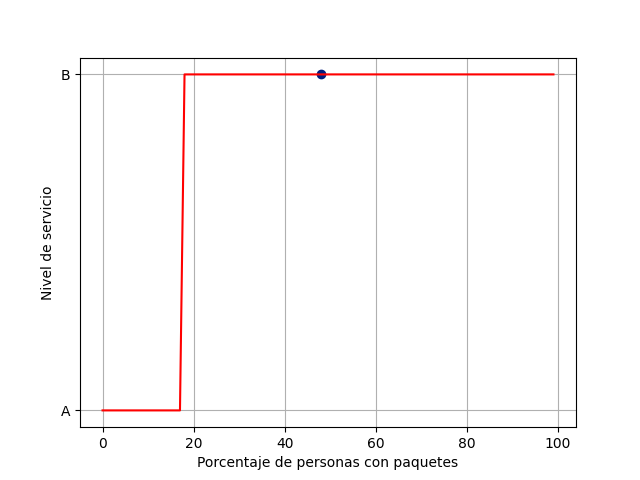 B
Nivel de servicio
A
0 20 40 60 80 100
Porcentaje de personas con paquetes